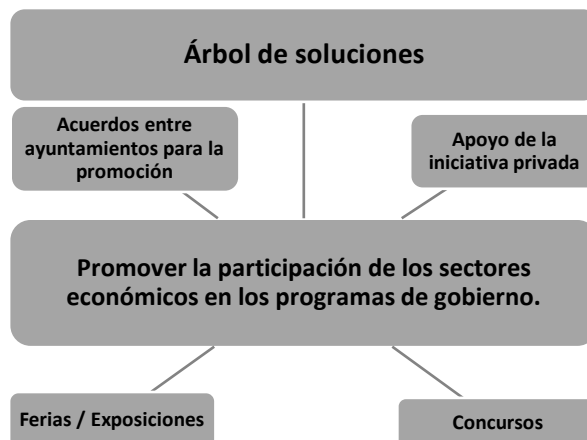 Árbol de soluciones
Acuerdos entre
ayuntamientos para la
promoción
Apoyo de la
iniciativa privada
Promover la participación de los sectores
económicos en los programas de gobierno.
Ferias / Exposiciones
Concursos